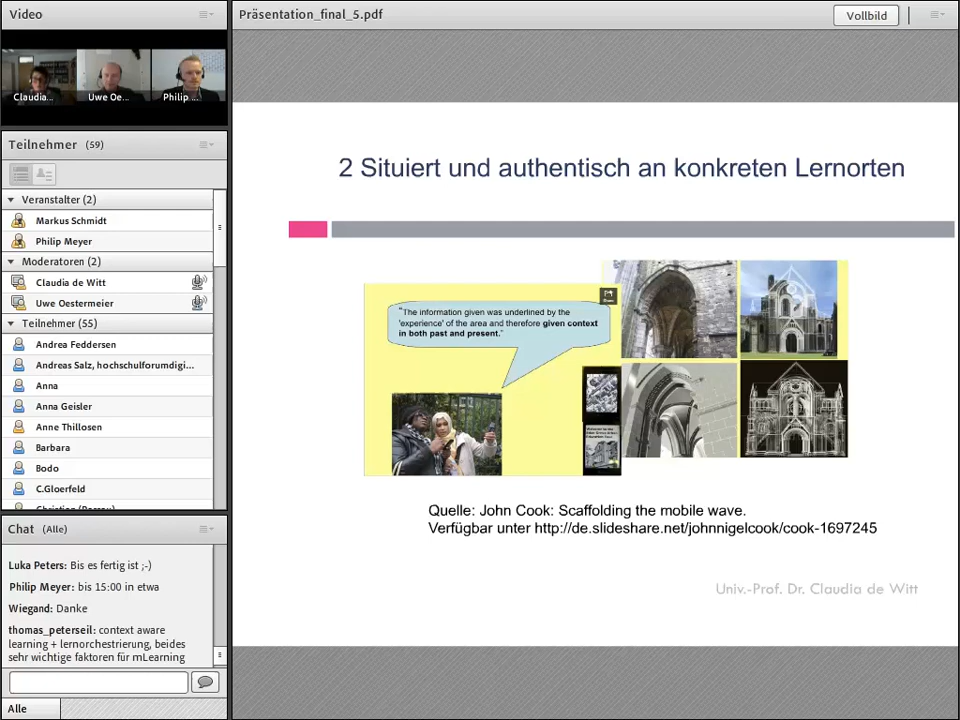 Video
Claudia...
Uwe Oe...
Philip ...
Teilnehmer (59)
Veranstalter (2)
Markus Schmidt
Philip Meyer
Moderatoren (2)
Claudia de Witt
Uwe Oestermeier
Teilnehmer (55)
Andrea Feddersen
Andreas Salz, hochschulforumdigi...
Anna
Anna Geisler
Anne Thillosen
Barbara
Bodo
C.Gloerfeld
Chat (Alle)
Luka Peters: Bis es fertig ist ;-)
Philip Meyer: bis 15:00 in etwa
Wiegand: Danke
thomas_peterseil: context aware
learning + lernorchestrierung, beides
sehr wichtige faktoren für mLearning
Alle
Präsentation_final_5.pdf
Vollbild
2 Situiert und authentisch an konkreten Lernorten
"The information given was underlined by the
'experience' of the area and therefore given context
in both past and present."
Quelle: John Cook: Scaffolding the mobile wave.
Verfügbar unter http://de.slideshare.net/johnnigelcook/cook-1697245
Univ.-Prof. Dr. Claudia de Witt